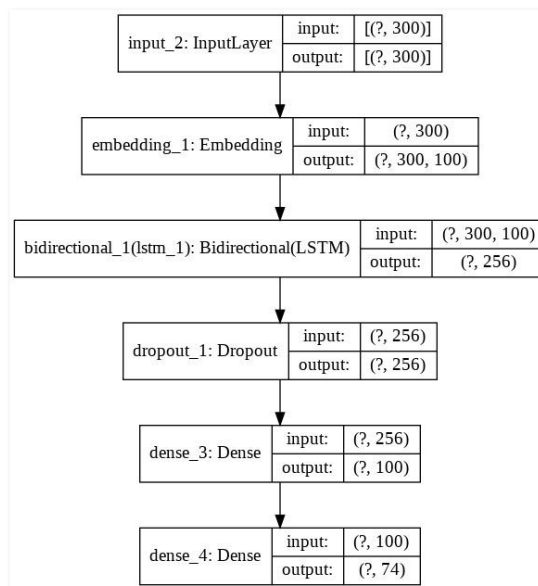 input_2: InputLayer
input: [(?, 300)]
output: [(?, 300)]
embedding_1: Embedding
input: (?, 300)
output: (?, 300, 100)
bidirectional_1(lstm_1): Bidirectional(LSTM)
input: (?, 300, 100)
output: (?, 256)
dropout_1: Dropout
input: (?, 256)
output: (?, 256)
dense_3: Dense
input: (?, 256)
output: (?, 100)
dense_4: Dense
input: (?, 100)
output: (?, 74)